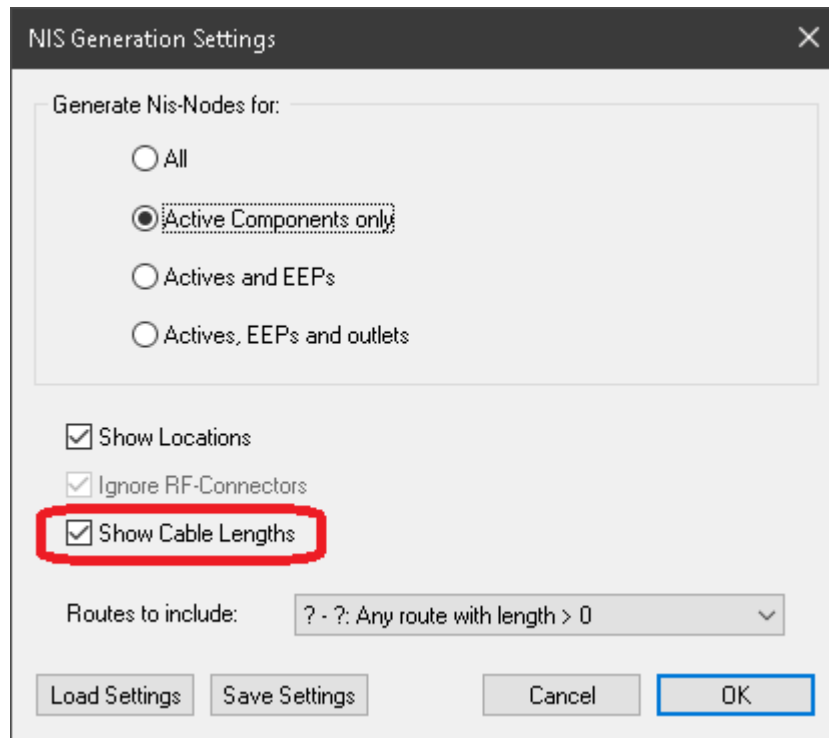 NIS Generation Settings
Generate Nis-Nodes for:
All
Active Components only
Actives and EEPs
Actives, EEPs and outlets
Show Locations
Ignore RF-Connectors
Show Cable Lengths
Routes to include: ? - ?: Any route with length > 0
Load Settings Save Settings Cancel OK